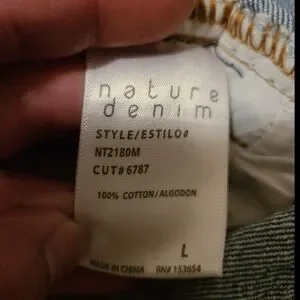 nature
denim
STYLE/ESTILO#
NT2180M
CUT# 6787
100% COTTON/ALGODON
L
MADE IN CHINA RN# 153654